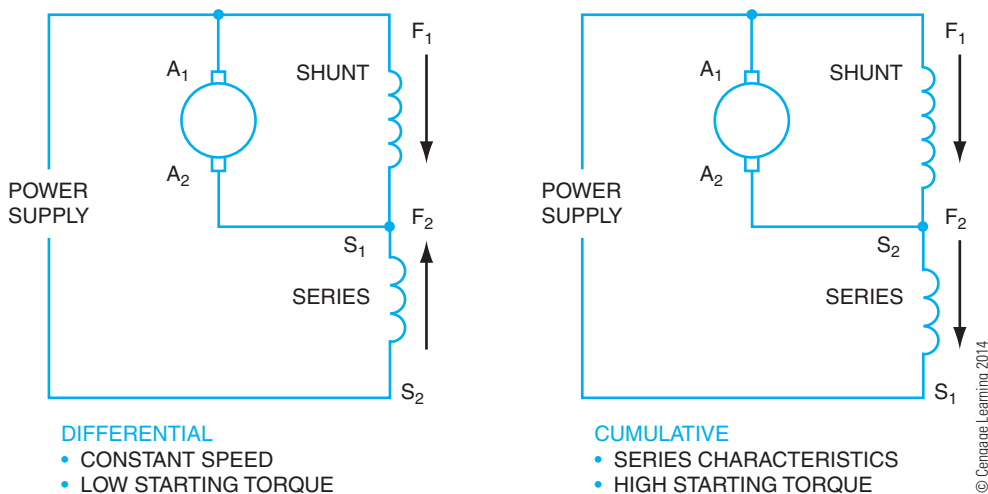 F₁
A₁
SHUNT
A₂
POWER
SUPPLY
F₂
S₁
SERIES
S₂
DIFFERENTIAL
• CONSTANT SPEED
• LOW STARTING TORQUE
F₁
A₁
SHUNT
A₂
POWER
SUPPLY
F₂
S₂
SERIES
S₁
CUMULATIVE
• SERIES CHARACTERISTICS
• HIGH STARTING TORQUE
© Cengage Learning 2014